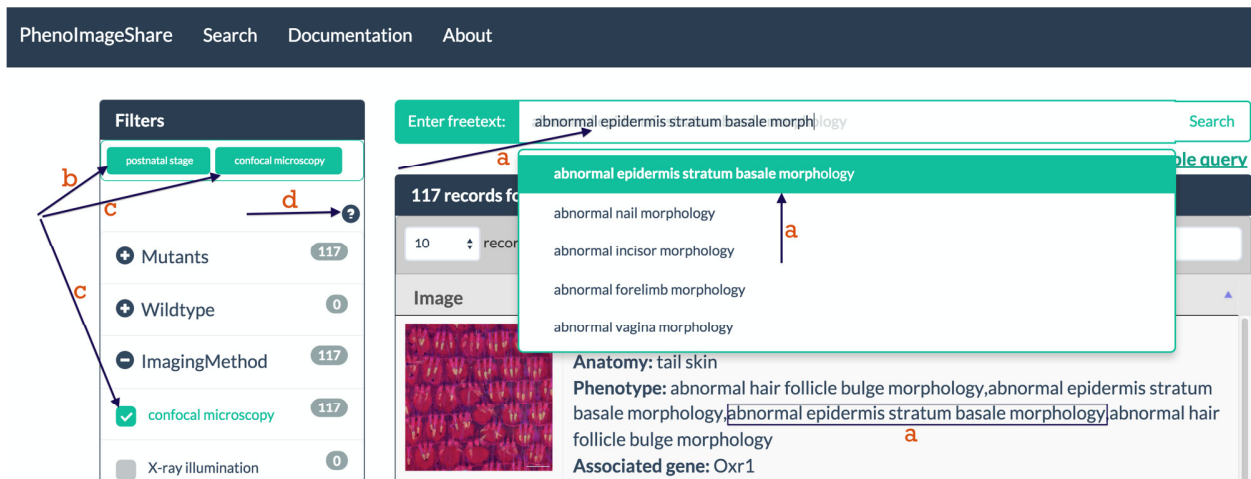 PhenoImageShare Search Documentation About
Filters
postnatal stage confocal microscopy
b
c
d
?
Mutants 117
c
Wildtype 0
ImagingMethod 117
confocal microscopy 117
X-ray illumination 0
Enter freetext: abnormal epidermis stratum basale morphology Search
a
ble query
abnormal epidermis stratum basale morphology
117 records fo
abnormal nail morphology
a
10 recor
abnormal incisor morphology
abnormal forelimb morphology
Image
abnormal vagina morphology
Anatomy: tail skin
Phenotype: abnormal hair follicle bulge morphology,abnormal epidermis stratum
basale morphology,abnormal epidermis stratum basale morphology,abnormal hair
a
follicle bulge morphology
Associated gene: Oxr1